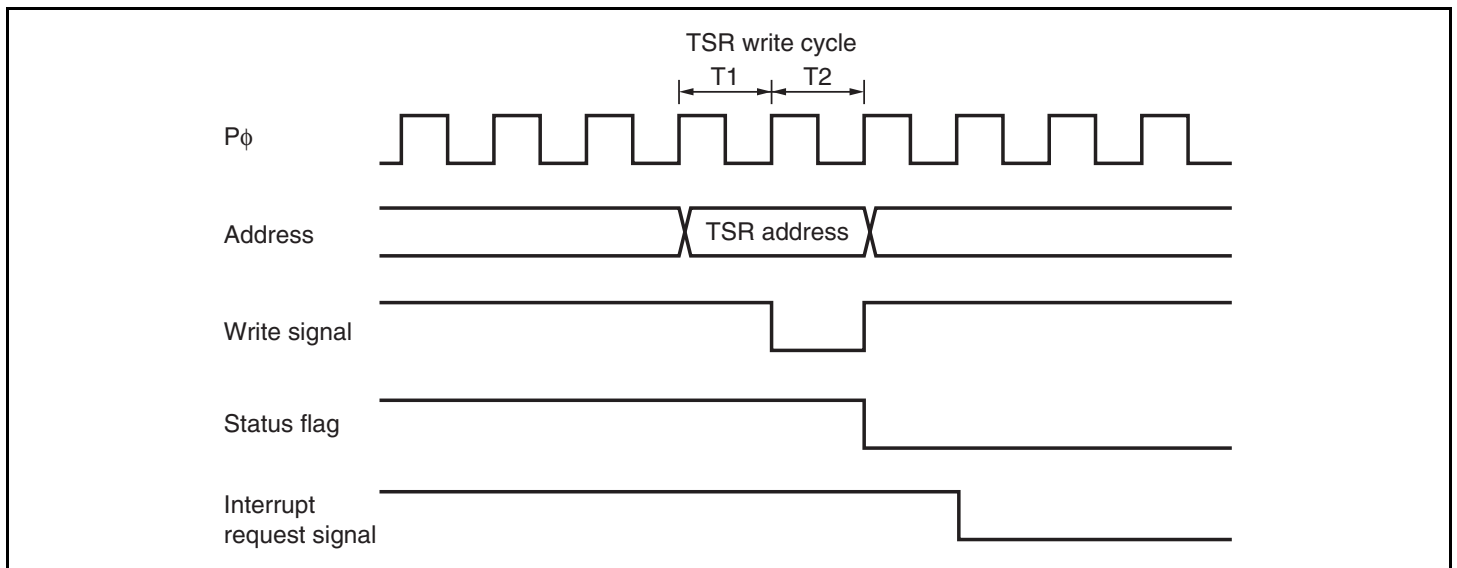 TSR write cycle
T1 T2
Pϕ
Address
TSR address
Write signal
Status flag
Interrupt
request signal